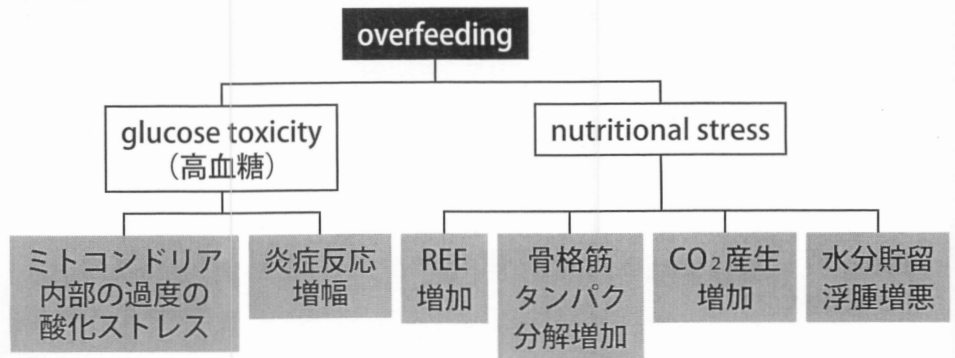 overfeeding
glucose toxicity
（高血糖）
nutritional stress
ミトコンドリア
内部の過度の
酸化ストレス
炎症反応
増幅
REE
増加
骨格筋
タンパク
分解増加
CO₂産生
増加
水分貯留
浮腫増悪